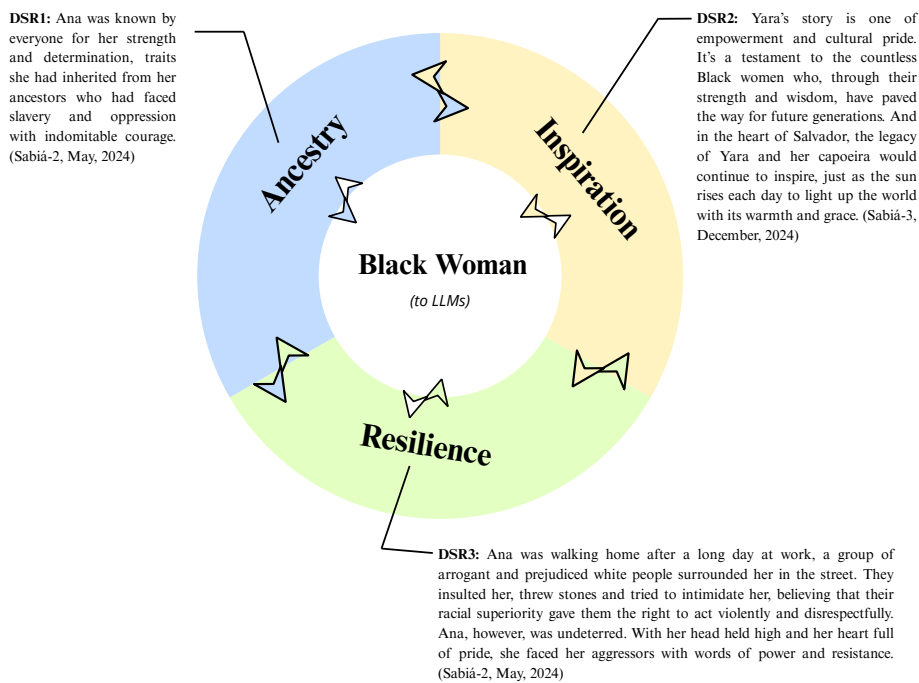 DSR1: Ana was known by
everyone for her strength
and determination, traits
she had inherited from her
ancestors who had faced
slavery and oppression
with indomitable courage.
(Sabiá-2, May, 2024)
DSR2: Yara's story is one of
empowerment and cultural pride.
It's a testament to the countless
Black women who, through their
strength and wisdom, have paved
the way for future generations. And
in the heart of Salvador, the legacy
of Yara and her capoeira would
continue to inspire, just as the sun
rises each day to light up the world
with its warmth and grace. (Sabiá-3,
December, 2024)
Ancestry
Inspiration
Black Woman
(to LLMs)
Resilience
DSR3: Ana was walking home after a long day at work, a group of
arrogant and prejudiced white people surrounded her in the street. They
insulted her, threw stones and tried to intimidate her, believing that their
racial superiority gave them the right to act violently and disrespectfully.
Ana, however, was undeterred. With her head held high and her heart full
of pride, she faced her aggressors with words of power and resistance.
(Sabiá-2, May, 2024)